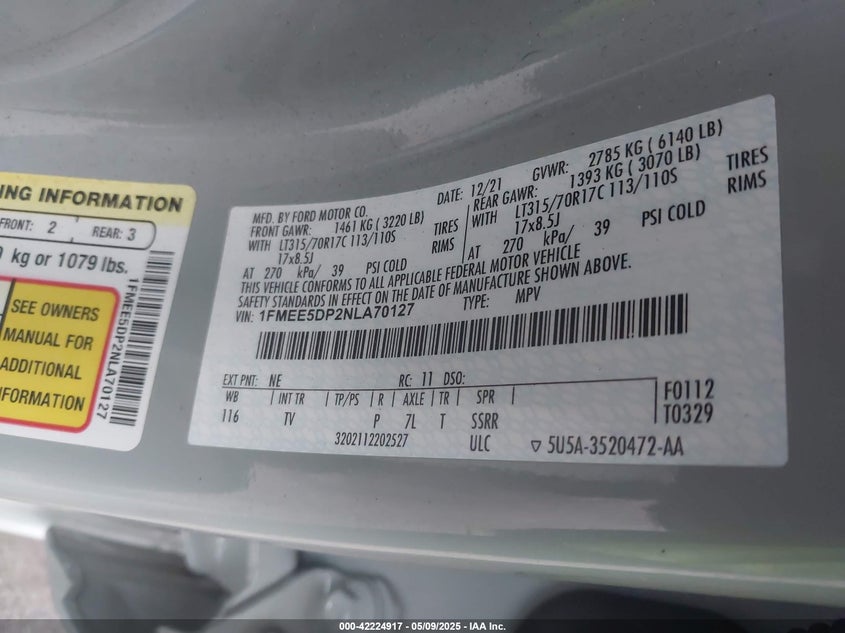 ING INFORMATION
FRONT: 2 REAR: 3
kg or 1079 lbs.
SEE OWNERS
MANUAL FOR
ADDITIONAL
INFORMATION
1FMEE5DP2NLA70127
MFD. BY FORD MOTOR CO. DATE: 12/21 GVWR: 2785 KG ( 6140 LB)
FRONT GAWR: 1461 KG ( 3220 LB) REAR GAWR: 1393 KG ( 3070 LB)
WITH LT315/70R17C 113/110S TIRES WITH LT315/70R17C 113/110S TIRES
17x8.5J RIMS 17x8.5J RIMS
AT 270 kPa/ 39 PSI COLD AT 270 kPa/ 39 PSI COLD
THIS VEHICLE CONFORMS TO ALL APPLICABLE FEDERAL MOTOR VEHICLE
SAFETY STANDARDS IN EFFECT ON THE DATE OF MANUFACTURE SHOWN ABOVE.
VIN: 1FMEE5DP2NLA70127 TYPE: MPV
EXT PNT: NE RC: 11 DSO:
WB | INT TR | TP/PS | R | AXLE | TR | SPR | F0112
116 TV P 7L T SSRR T0329
3202112202527 ULC ▽ 5U5A-3520472-AA
000-42224917 - 05/09/2025 - IAA Inc.